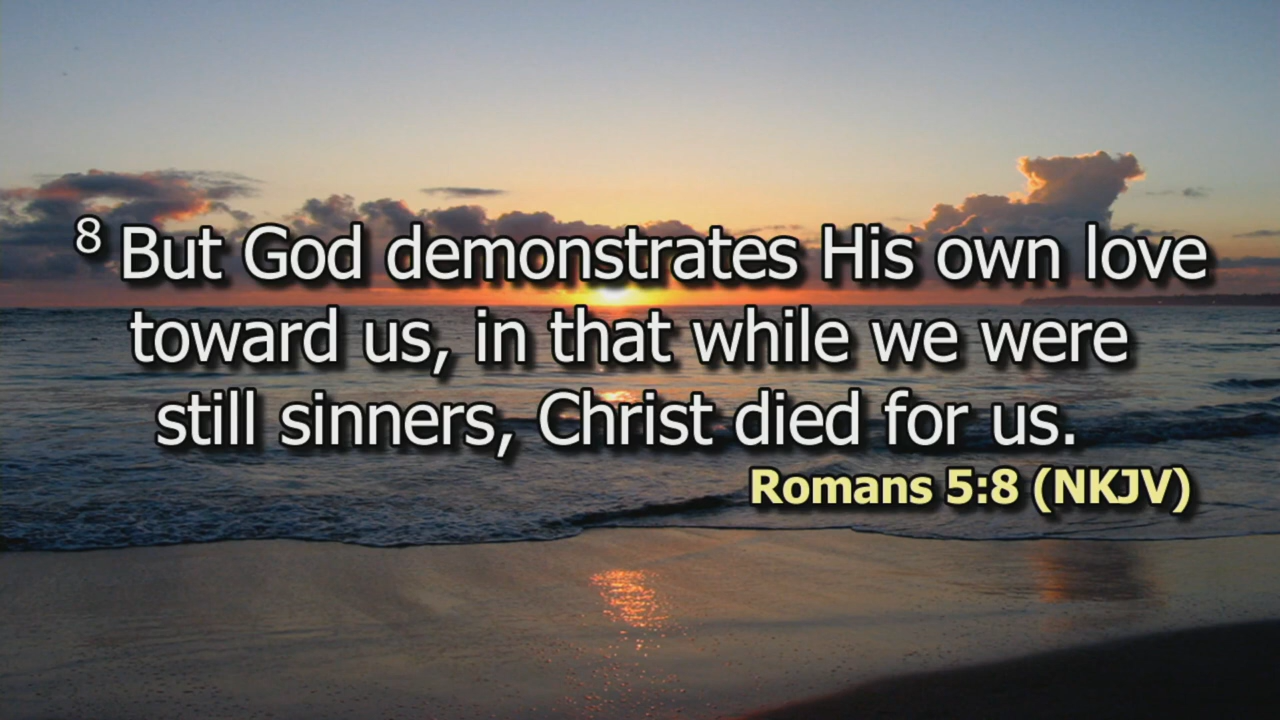 8 But God demonstrates His own love
toward us, in that while we were
still sinners, Christ died for us.
Romans 5:8 (NKJV)